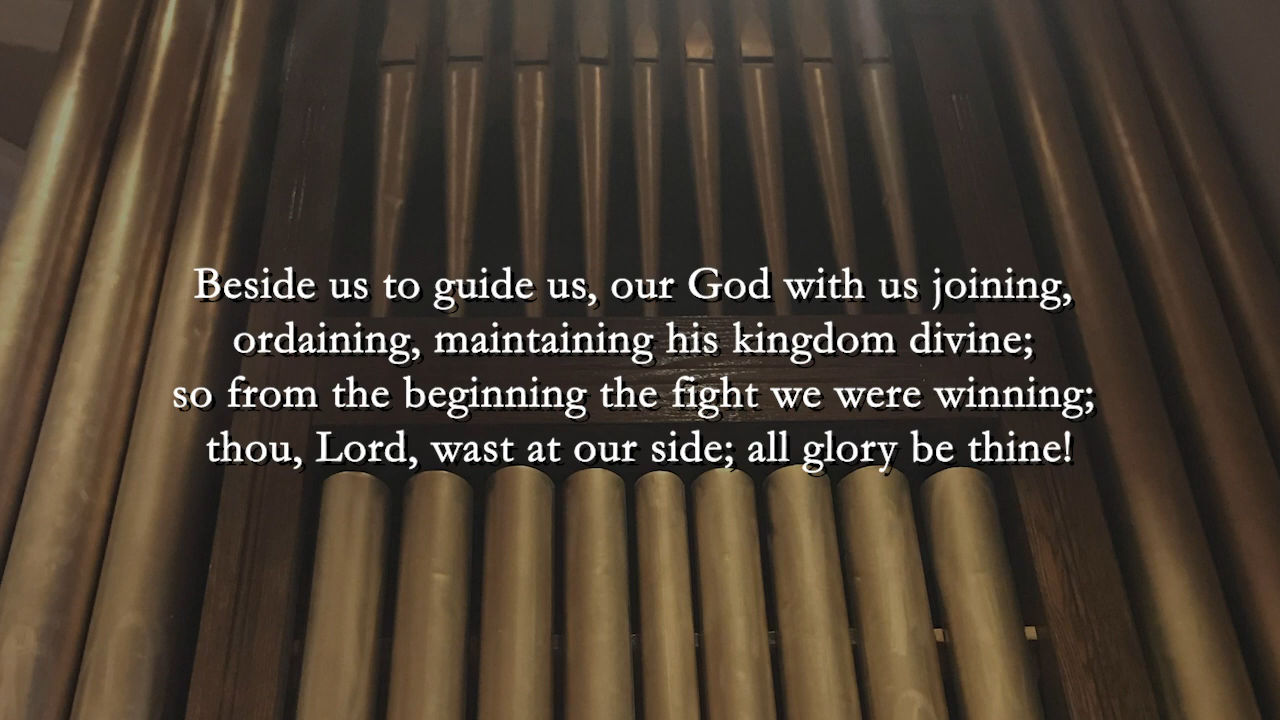 Beside us to guide us, our God with us joining,
ordaining, maintaining his kingdom divine;
so from the beginning the fight we were winning;
thou, Lord, wast at our side; all glory be thine!